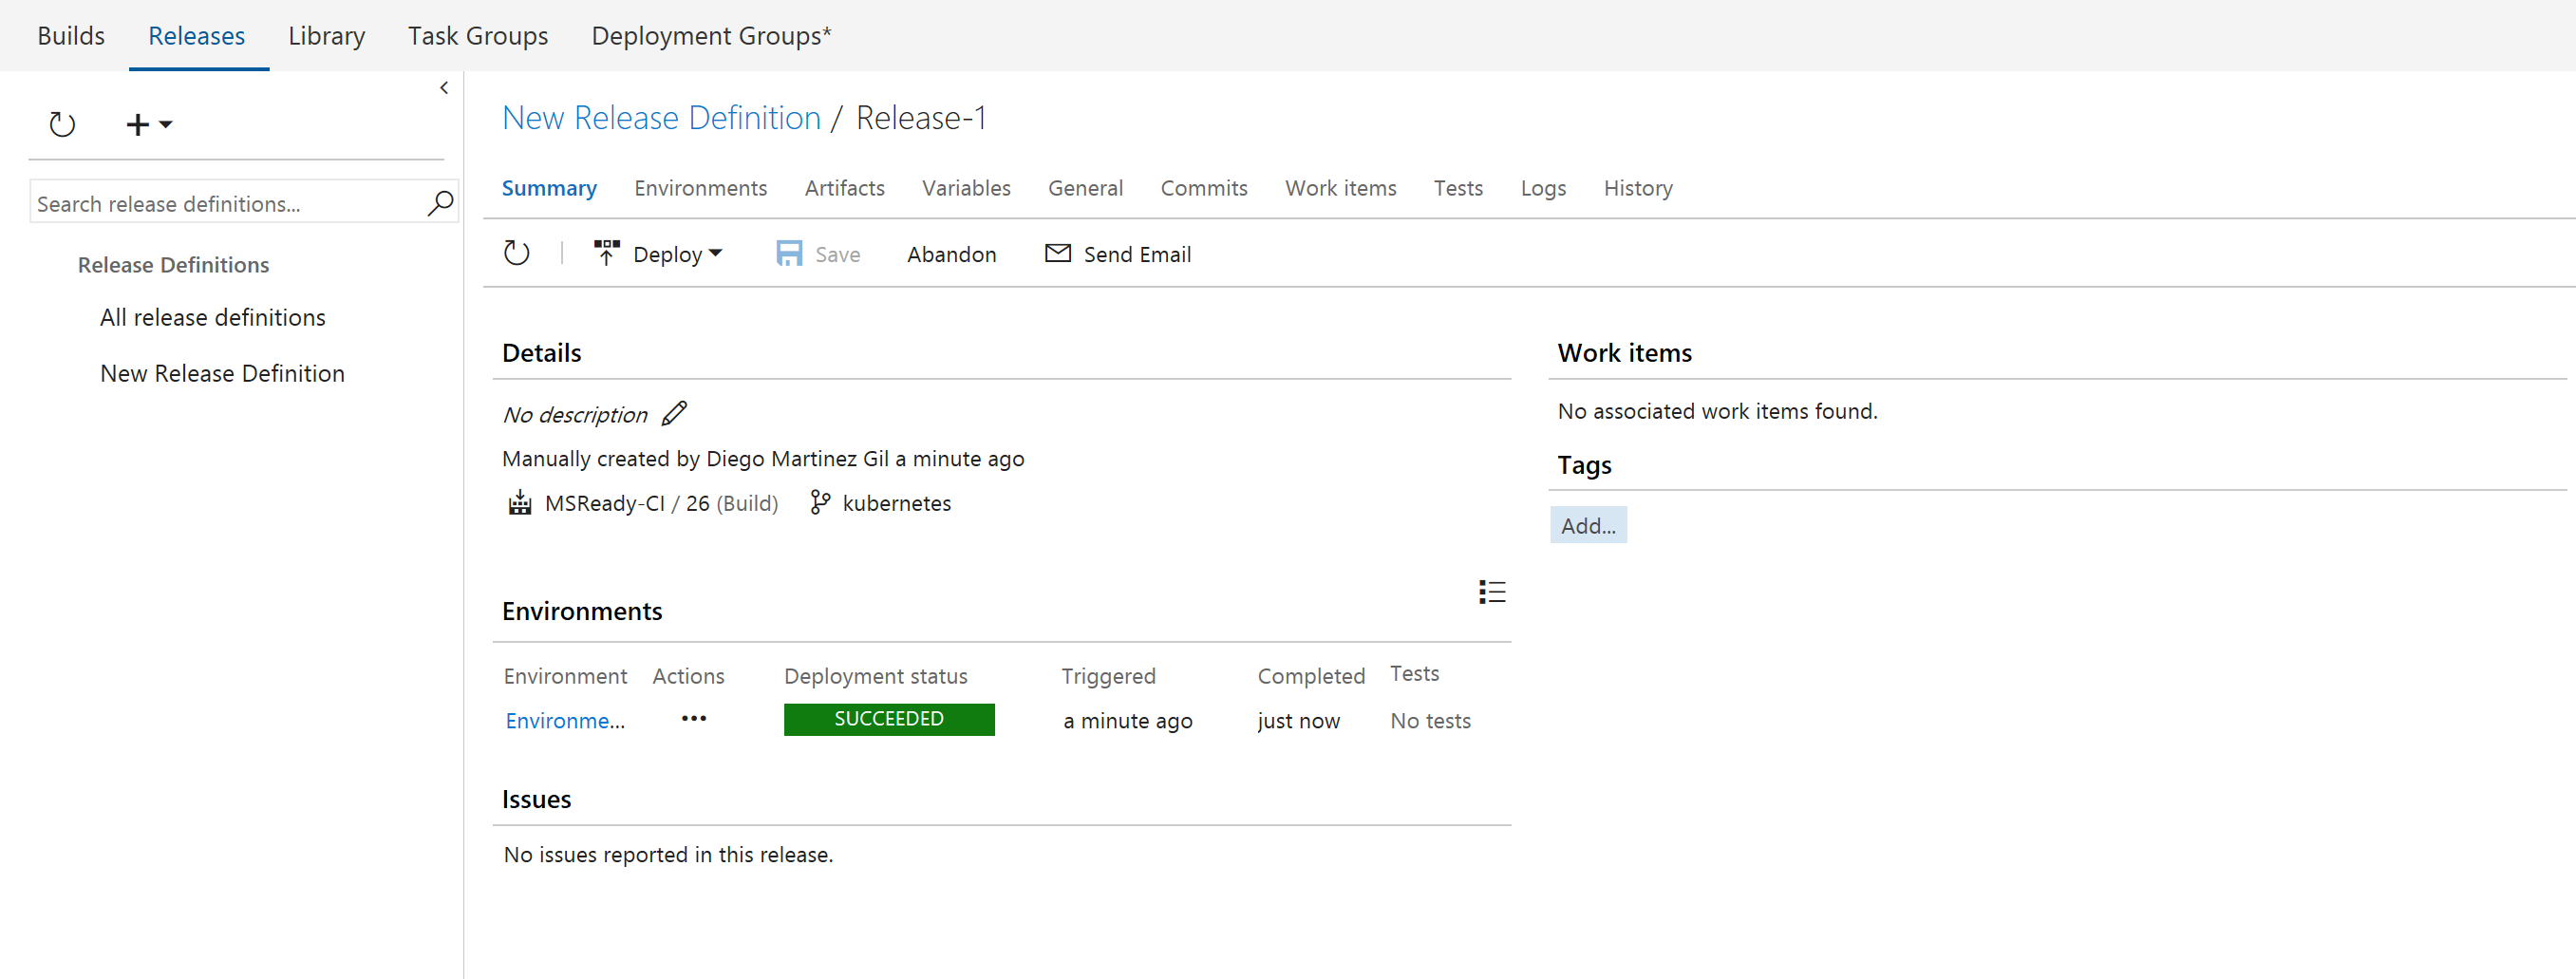 Builds Releases Library Task Groups Deployment Groups*
Search release definitions...
Release Definitions
All release definitions
New Release Definition
New Release Definition / Release-1
Summary Environments Artifacts Variables General Commits Work items Tests Logs History
Deploy Save Abandon Send Email
Details
No description
Manually created by Diego Martinez Gil a minute ago
MSReady-CI / 26 (Build) kubernetes
Environments
Environment Actions Deployment status Triggered Completed Tests
Environme... SUCCEEDED a minute ago just now No tests
Issues
No issues reported in this release.
Work items
No associated work items found.
Tags
Add...